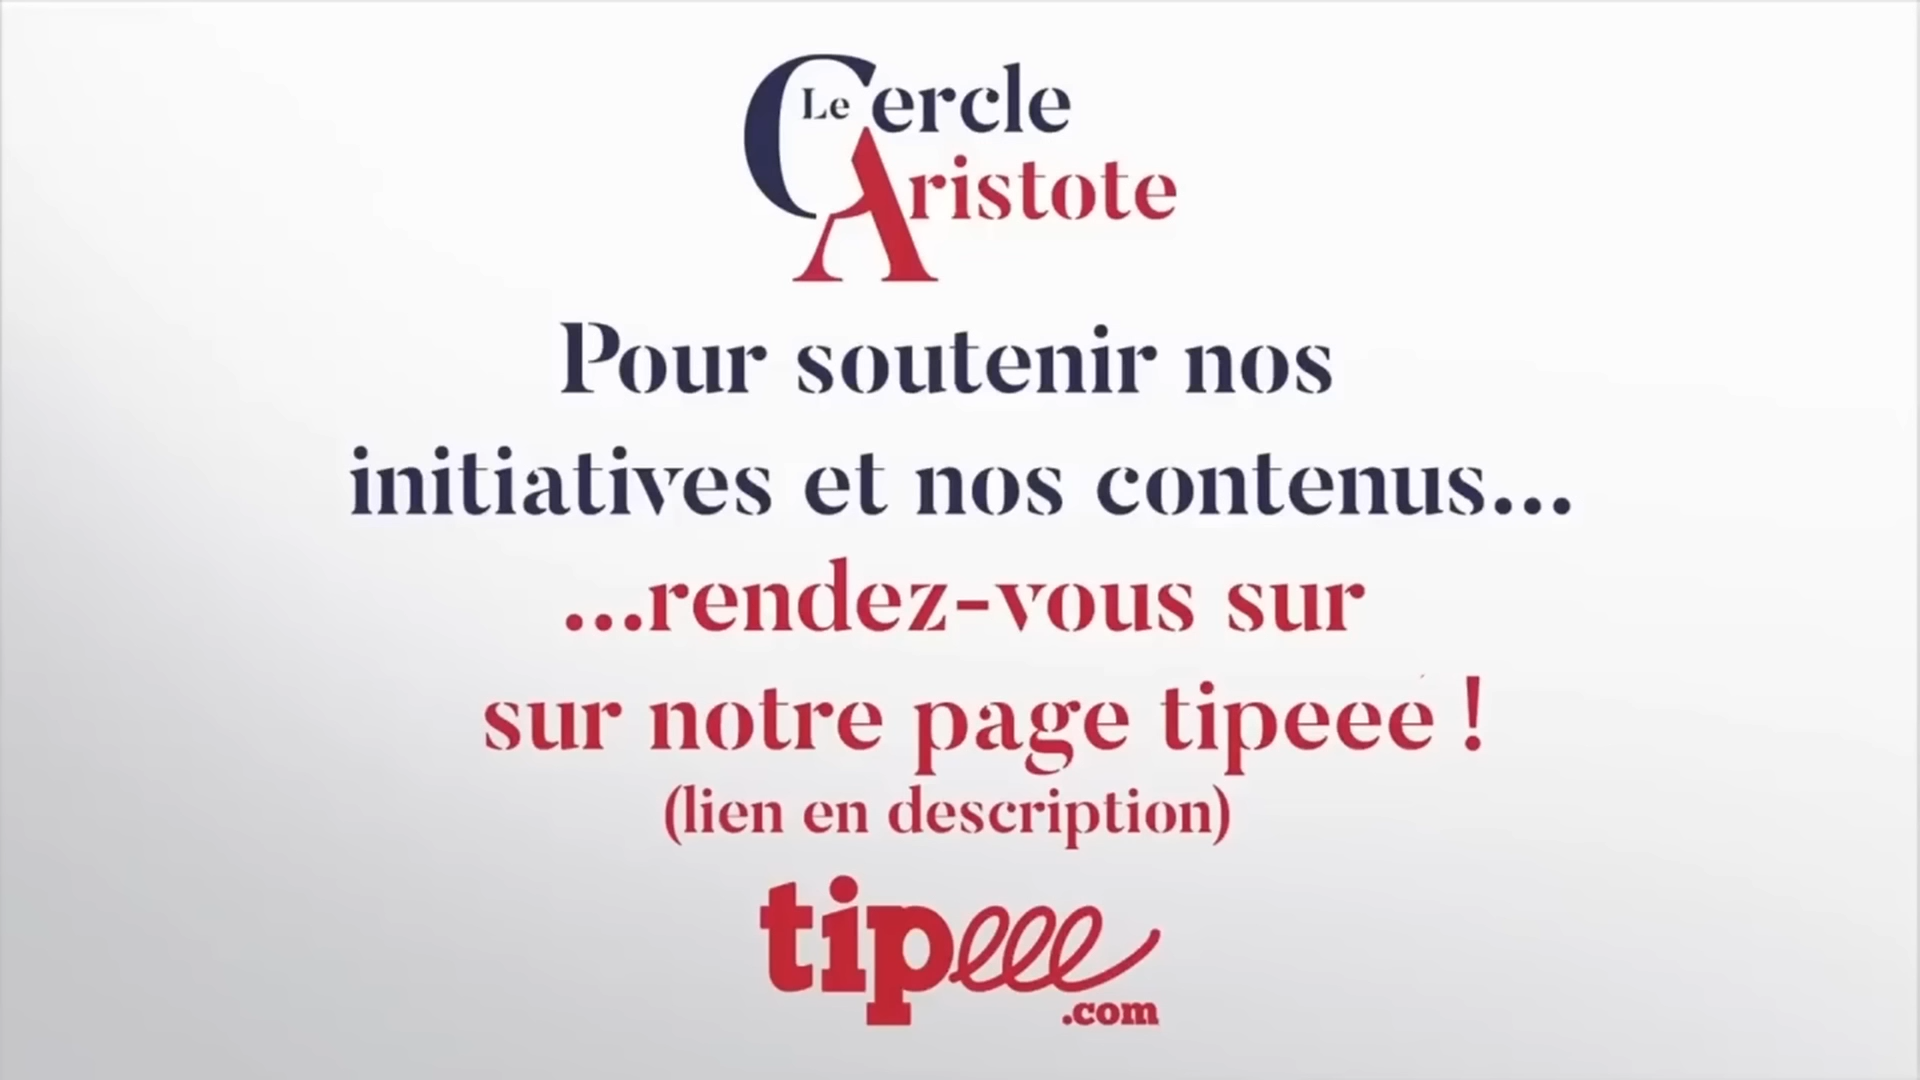 Le Cercle
Aristote
Pour soutenir nos
initiatives et nos contenus...
...rendez-vous sur
sur notre page tipeee !
(lien en description)
tipeee
.com